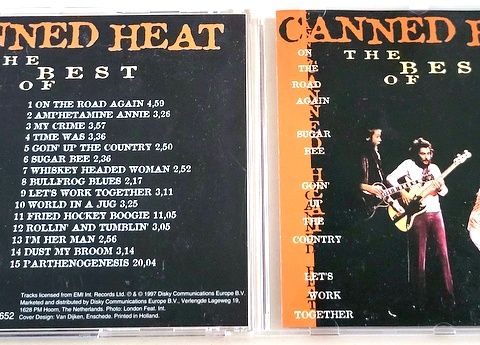 NNED HEAT
THE
BEST
OF
1 ON THE ROAD AGAIN 4,59
2 AMPHETAMINE ANNIE 3,26
3 MY CRIME 3,57
4 TIME WAS 3,36
5 GOIN' UP THE COUNTRY 2,50
6 SUGAR BEE 2,36
7 WHISKEY HEADED WOMAN 2,52
8 BULLFROG BLUES 2,17
9 LET'S WORK TOGETHER 3,11
10 WORLD IN A JUG 3,25
11 FRIED HOCKEY BOOGIE 11,05
12 ROLLIN' AND TUMBLIN' 3,05
13 I'M HER MAN 2,56
14 DUST MY BROOM 3,14
15 PARTHENOGENESIS 20,04
Tracks licensed from EMI Int. Records Ltd. ℗ & © 1997 Disky Communications Europe B.V.
Marketed and distributed by Disky Communications Europe B.V., Verlengde Lageweg 19,
1628 PM Hoorn, The Netherlands. Photo: London Feat. Int.
Cover Design: Van Dijken, Enschede. Printed in Holland.
652
CANNED H
THE
BES
OF
ON
THE
ROAD
AGAIN
SUGAR
BEE
GOIN'
UP
THE
COUNTRY
LET'S
WORK
TOGETHER
CANNED HEAT